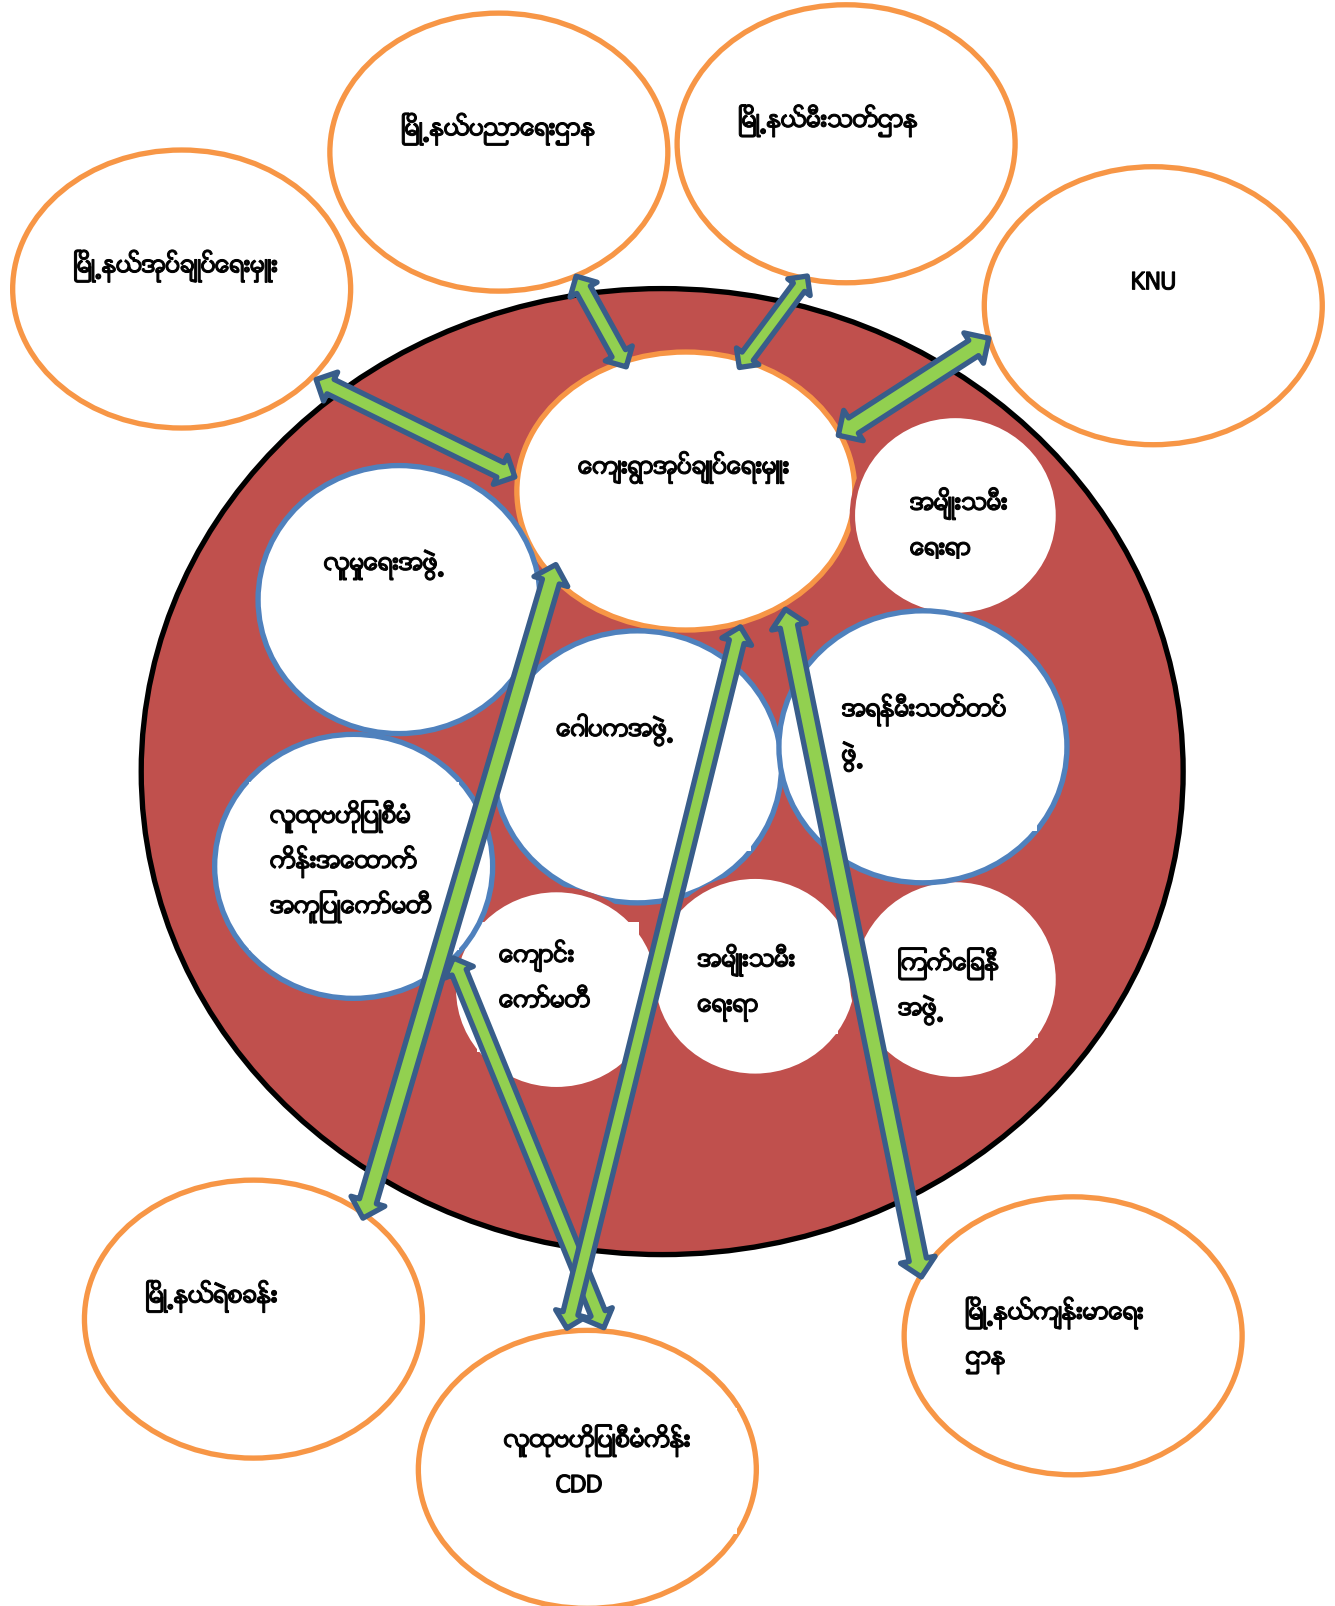 မြို့နယ်ပညာရေးဌာန
မြို့နယ်မီးသတ်ဌာန
မြို့နယ်အုပ်ချုပ်ရေးမှူး
KNU
ကျေးရွာအုပ်ချုပ်ရေးမှူး
အမျိုးသမီး
ရေးရာ
လူမှုရေးအဖွဲ့
ဂေါပကအဖွဲ့
အရန်မီးသတ်တပ်
ဖွဲ့
လူထုဗဟိုပြုစီမံ
ကိန်းအထောက်
အကူပြုကော်မတီ
ကျောင်း
ကော်မတီ
အမျိုးသမီး
ရေးရာ
ကြက်ခြေနီ
အဖွဲ့
မြို့နယ်ရဲစခန်း
မြို့နယ်ကျန်းမာရေး
ဌာန
လူထုဗဟိုပြုစီမံကိန်း
CDD